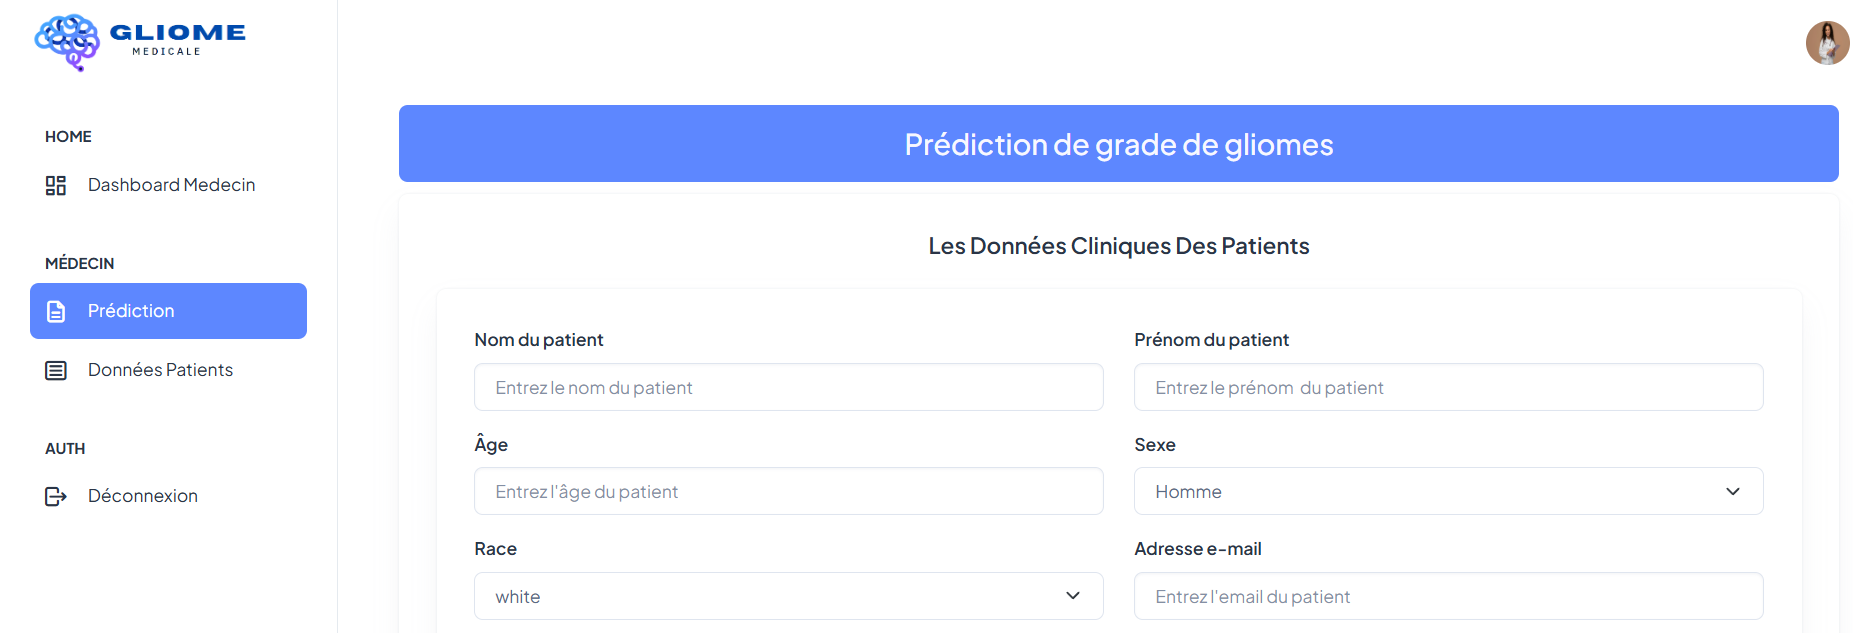 GLIOME
MEDICALE
HOME
Dashboard Medecin
MÉDECIN
Prédiction
Données Patients
AUTH
Déconnexion
Prédiction de grade de gliomes
Les Données Cliniques Des Patients
Nom du patient
Entrez le nom du patient
Prénom du patient
Entrez le prénom  du patient
Âge
Entrez l'âge du patient
Sexe
Homme
Race
white
Adresse e-mail
Entrez l'email du patient